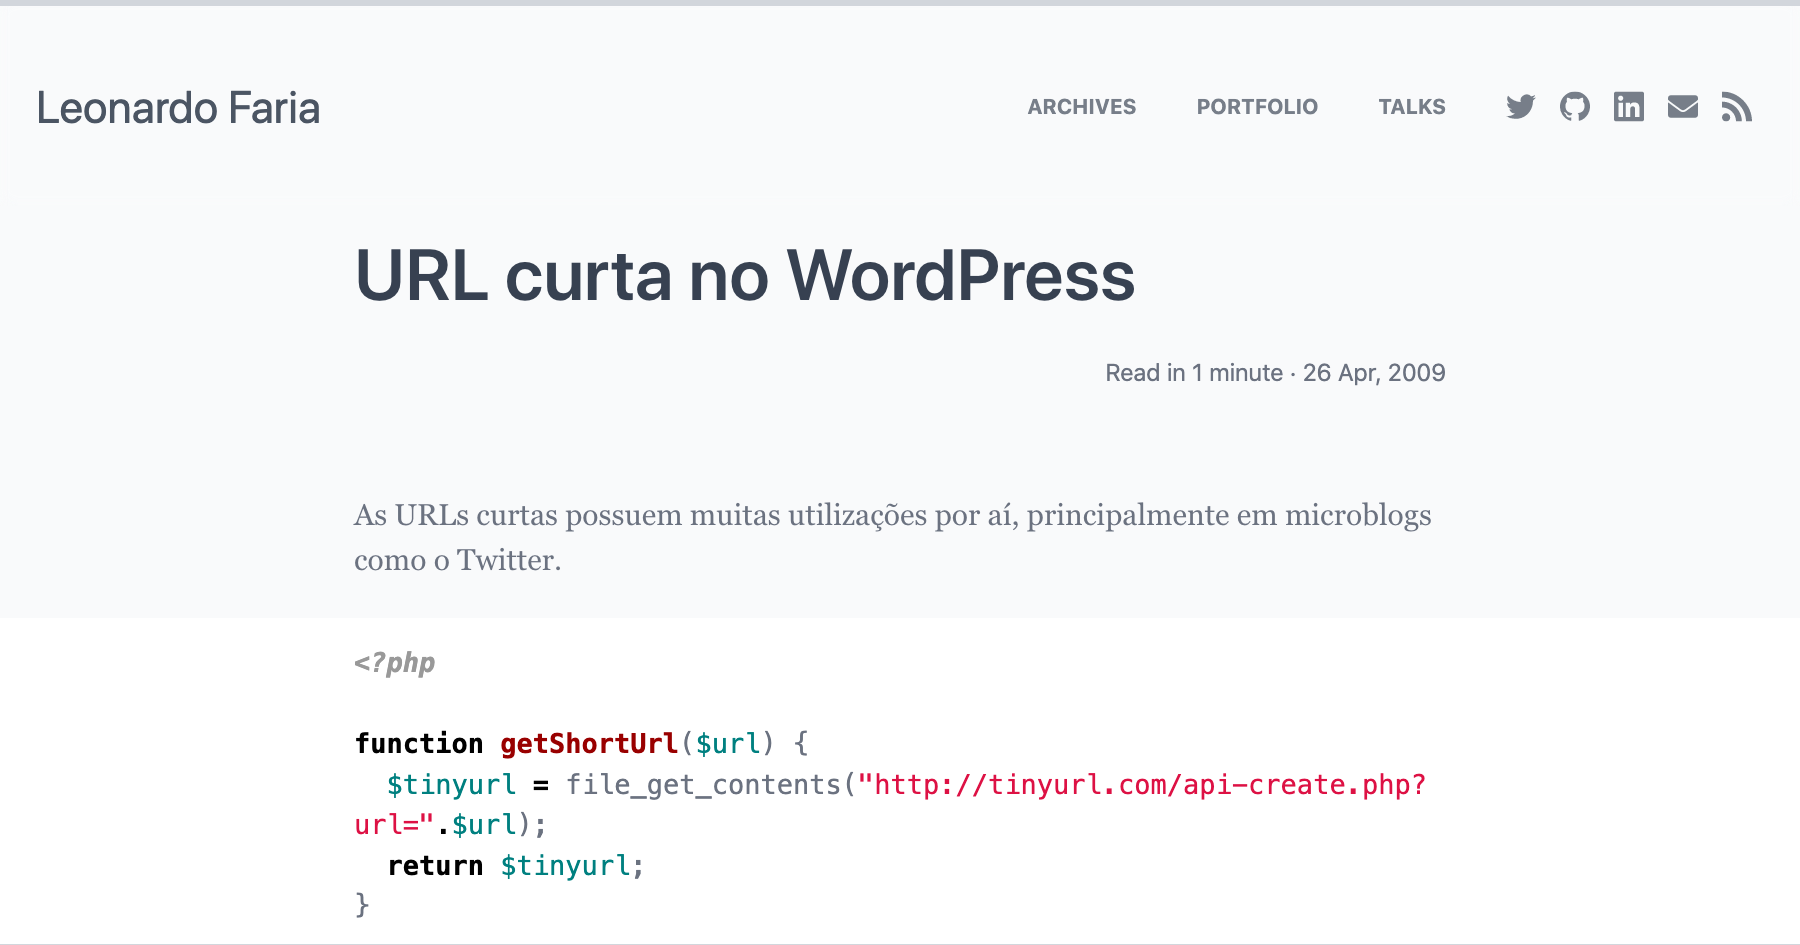 Leonardo Faria
ARCHIVES PORTFOLIO TALKS
URL curta no WordPress
Read in 1 minute · 26 Apr, 2009
As URLs curtas possuem muitas utilizações por aí, principalmente em microblogs
como o Twitter.
<?php
function getShortUrl($url) {
  $tinyurl = file_get_contents("http://tinyurl.com/api-create.php?
url=".$url);
  return $tinyurl;
}